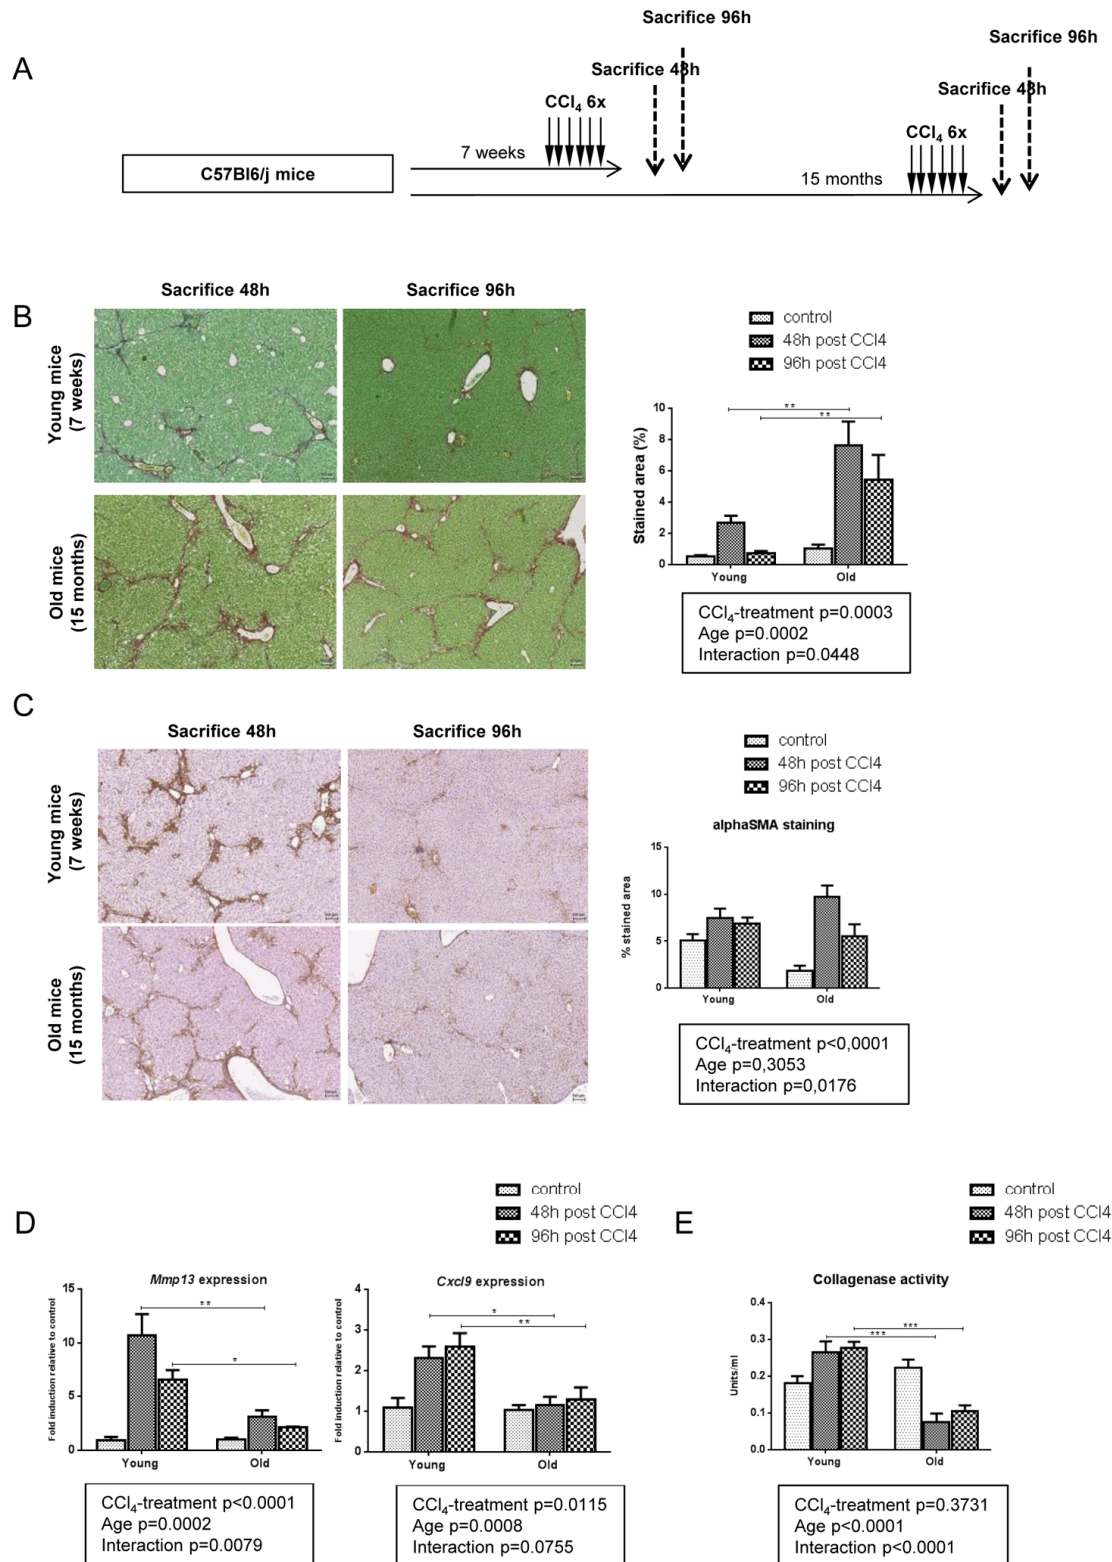 Sacrifice 96h
Sacrifice 96h
A
Sacrifice 48h
Sacrifice 48h
CCl₄ 6x
CCl₄ 6x
7 weeks
15 months
C57Bl6/j mice
B
Sacrifice 48h
Sacrifice 96h
Young mice
(7 weeks)
Old mice
(15 months)
control
48h post CCl4
96h post CCl4
Stained area (%)
10
8
6
4
2
0
**
**
Young
Old
CCl₄-treatment p=0.0003
Age p=0.0002
Interaction p=0.0448
C
Sacrifice 48h
Sacrifice 96h
Young mice
(7 weeks)
Old mice
(15 months)
control
48h post CCl4
96h post CCl4
alphaSMA staining
% stained area
15
10
5
0
Young
Old
CCl₄-treatment p<0,0001
Age p=0,3053
Interaction p=0,0176
D
control
48h post CCl4
96h post CCl4
Mmp13 expression
Fold induction relative to control
15
10
5
0
**
*
Young
Old
CCl₄-treatment p<0.0001
Age p=0.0002
Interaction p=0.0079
Cxcl9 expression
Fold induction relative to control
4
3
2
1
0
*
**
Young
Old
CCl₄-treatment p=0.0115
Age p=0.0008
Interaction p=0.0755
E
control
48h post CCl4
96h post CCl4
Collagenase activity
Units/ml
0.4
0.3
0.2
0.1
0.0
***
***
Young
Old
CCl₄-treatment p=0.3731
Age p<0.0001
Interaction p<0.0001